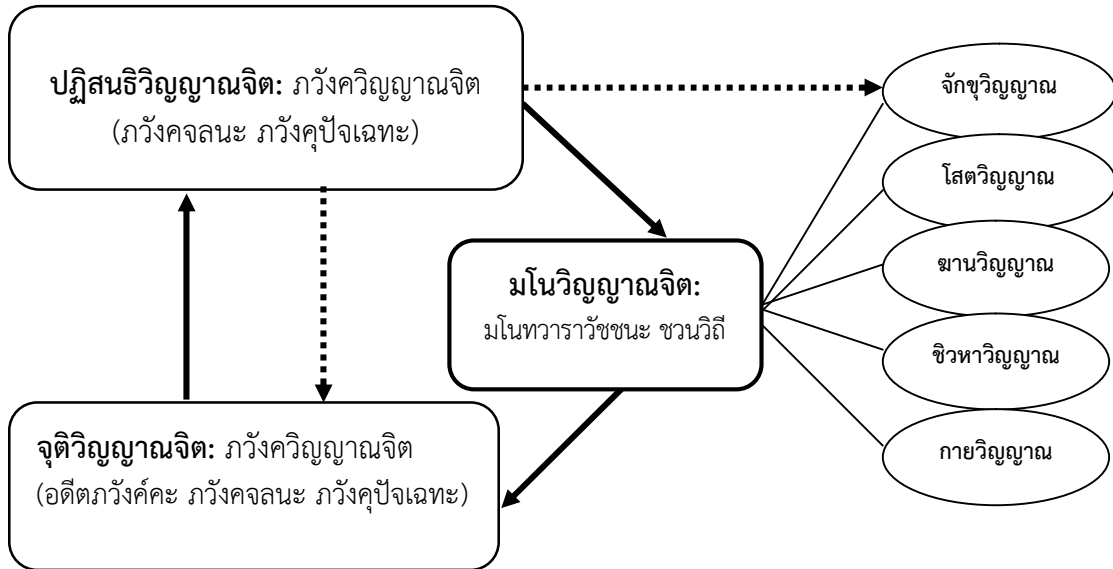 ปฏิสนธิวิญญาณจิต: ภวังควิญญาณจิต
(ภวังคจลนะ ภวังคุปัจเฉทะ)
จักขุวิญญาณ
โสตวิญญาณ
ฆานวิญญาณ
ชิวหาวิญญาณ
กายวิญญาณ
มโนวิญญาณจิต:
มโนทวาราวัชชนะ ชวนวิถี
จุติวิญญาณจิต: ภวังควิญญาณจิต
(อดีตภวังค์คะ ภวังคจลนะ ภวังคุปัจเฉทะ)